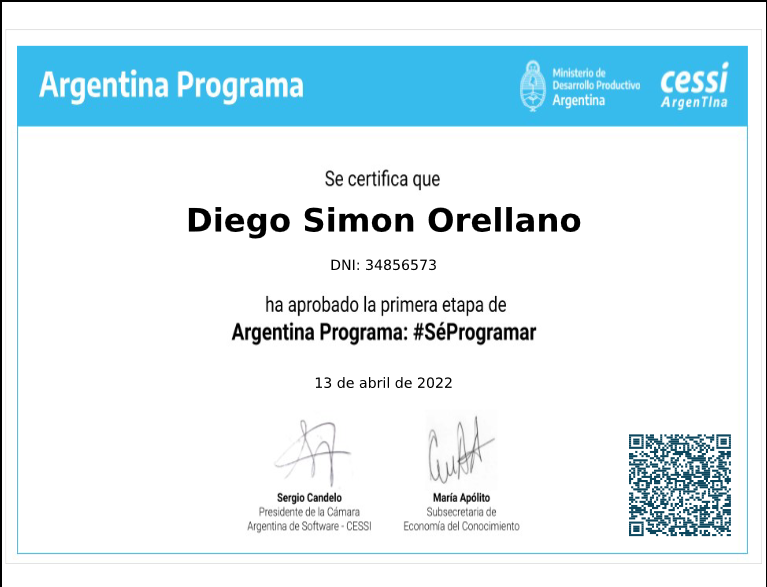 Argentina Programa
Ministerio de
Desarrollo Productivo
Argentina
cessi
ArgenTIna
Se certifica que
Diego Simon Orellano
DNI: 34856573
ha aprobado la primera etapa de
Argentina Programa: #SéProgramar
13 de abril de 2022
Sergio Candelo
Presidente de la Cámara
Argentina de Software - CESSI
María Apólito
Subsecretaria de
Economía del Conocimiento